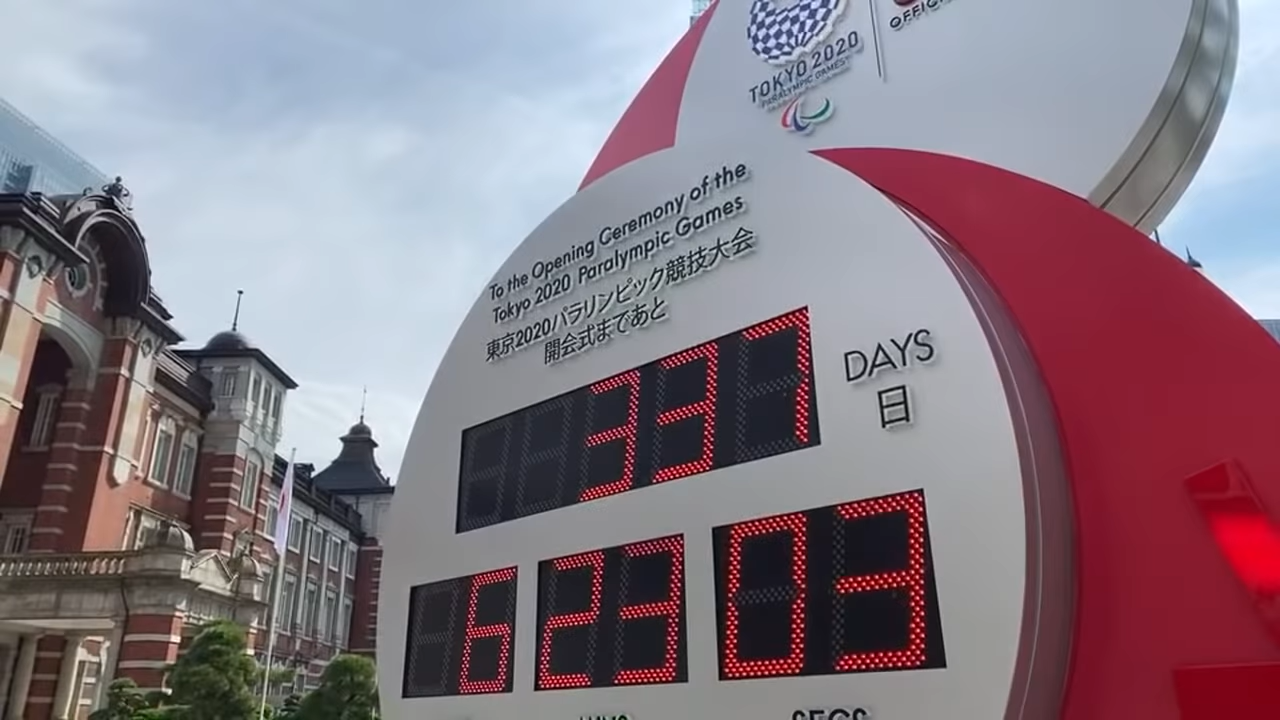 TOKYO 2020
PARALYMPIC GAMES
To the Opening Ceremony of the
Tokyo 2020 Paralympic Games
東京2020パラリンピック競技大会
開会式まであと
337
DAYS
日
6 23 03